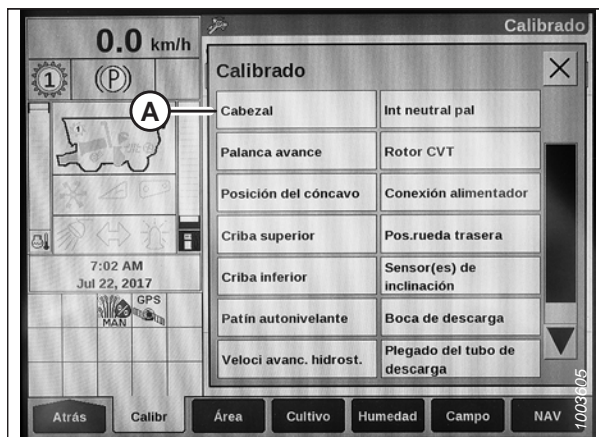 Calibrado
0.0 km/h
1
(P)
Calibrado
A
Cabezal
Int neutral pal
Palanca avance
Rotor CVT
Posición del cóncavo
Conexión alimentador
Criba superior
Pos.rueda trasera
Criba inferior
Sensor(es) de
inclinación
Patín autonivelante
Boca de descarga
Veloci avanc. hidrost.
Plegado del tubo de
descarga
7:02 AM
Jul 22, 2017
MAN
GPS
Atrás
Calibr
Área
Cultivo
Humedad
Campo
NAV
1003605